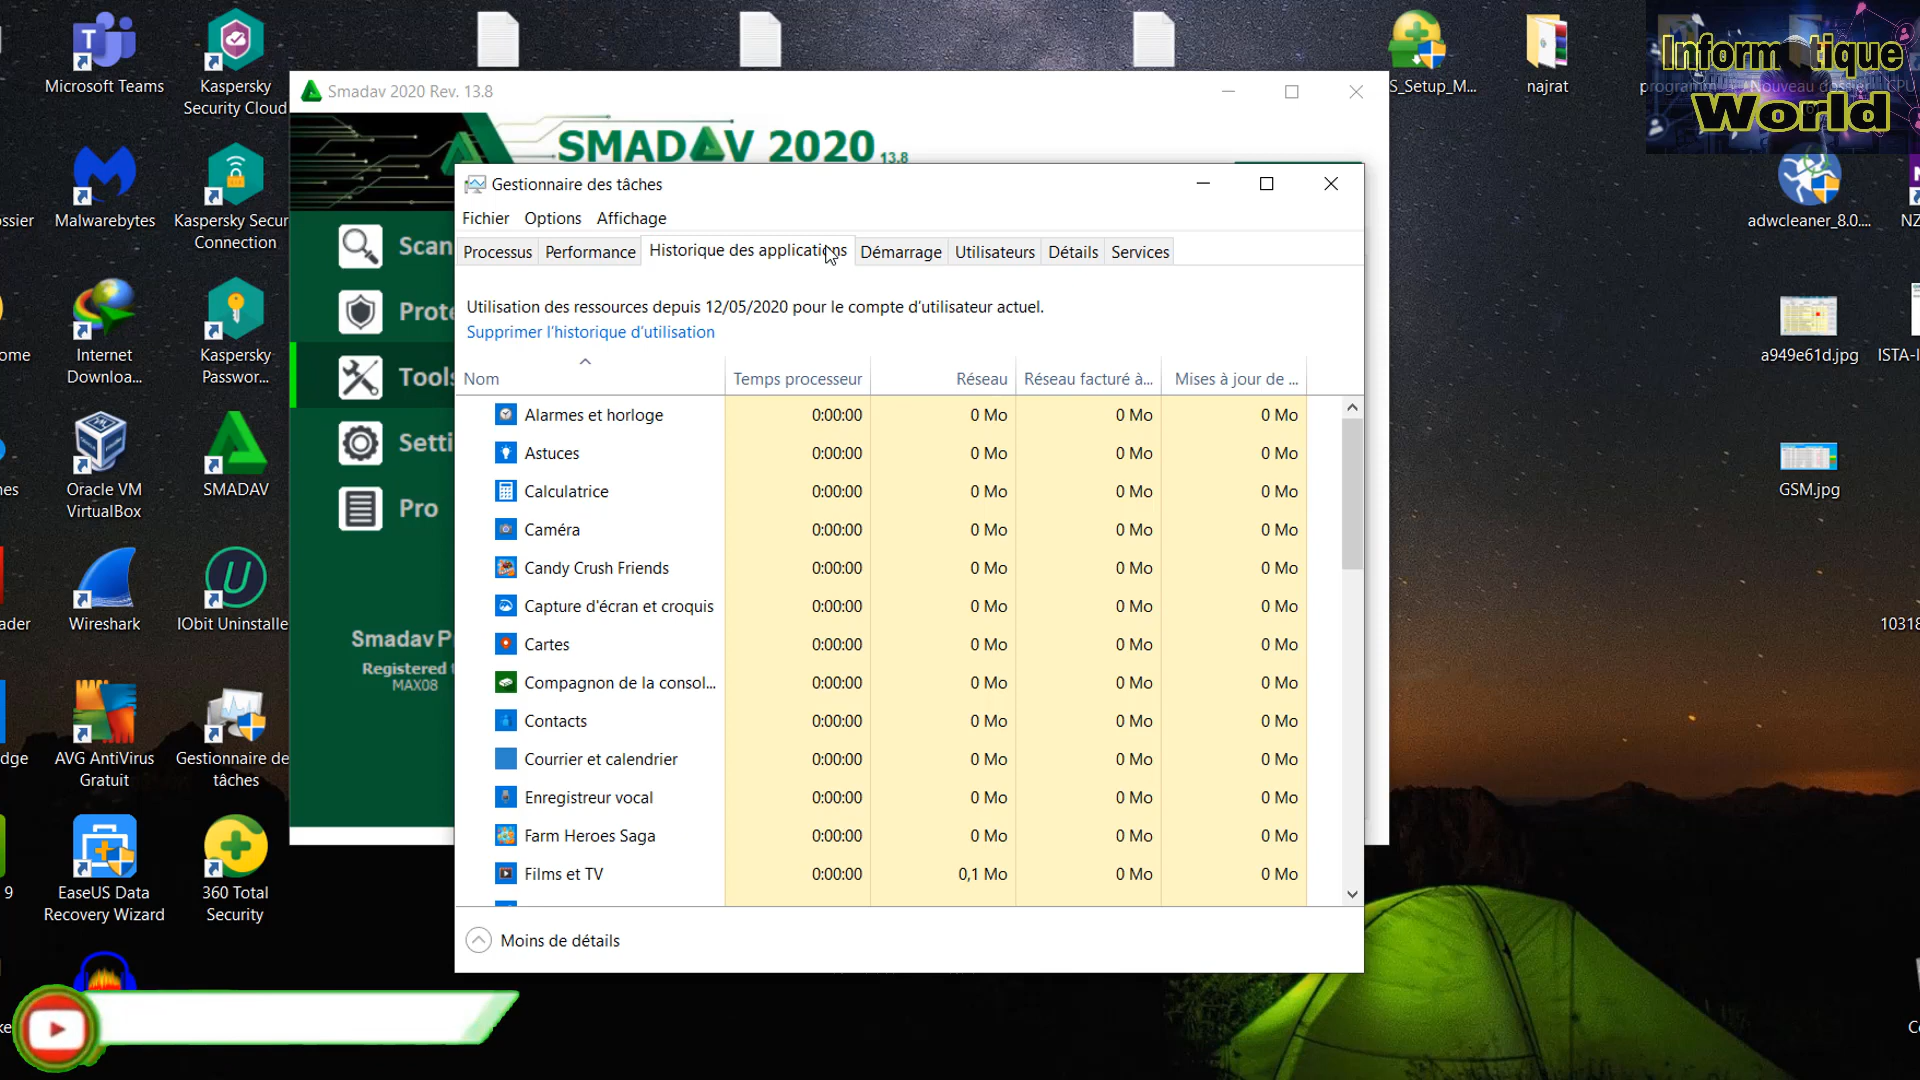 Microsoft Teams
Kaspersky
Security Cloud
S_Setup_M...
najrat
Nouveau dossier
CPU
Inform tique
World
Smadav 2020 Rev. 13.8
SMADAV 2020 13.8
Malwarebytes
Kaspersky Secur
Connection
adwcleaner_8.0....
Internet
Downloa...
Kaspersky
Passwor...
a949e61d.jpg
ISTA-I
Oracle VM
VirtualBox
SMADAV
GSM.jpg
Wireshark
IObit Uninstalle
10318
AVG AntiVirus
Gratuit
Gestionnaire de
tâches
EaseUS Data
Recovery Wizard
360 Total
Security
Scan
Prote
Tools
Setti
Pro
Smadav P
Registered
MAX08
Gestionnaire des tâches
Fichier Options Affichage
Processus Performance Historique des applications Démarrage Utilisateurs Détails Services
Utilisation des ressources depuis 12/05/2020 pour le compte d'utilisateur actuel.
Supprimer l'historique d'utilisation
Nom Temps processeur Réseau Réseau facturé à... Mises à jour de ...
Alarmes et horloge 0:00:00 0 Mo 0 Mo 0 Mo
Astuces 0:00:00 0 Mo 0 Mo 0 Mo
Calculatrice 0:00:00 0 Mo 0 Mo 0 Mo
Caméra 0:00:00 0 Mo 0 Mo 0 Mo
Candy Crush Friends 0:00:00 0 Mo 0 Mo 0 Mo
Capture d'écran et croquis 0:00:00 0 Mo 0 Mo 0 Mo
Cartes 0:00:00 0 Mo 0 Mo 0 Mo
Compagnon de la consol... 0:00:00 0 Mo 0 Mo 0 Mo
Contacts 0:00:00 0 Mo 0 Mo 0 Mo
Courrier et calendrier 0:00:00 0 Mo 0 Mo 0 Mo
Enregistreur vocal 0:00:00 0 Mo 0 Mo 0 Mo
Farm Heroes Saga 0:00:00 0 Mo 0 Mo 0 Mo
Films et TV 0:00:00 0,1 Mo 0 Mo 0 Mo
Moins de détails